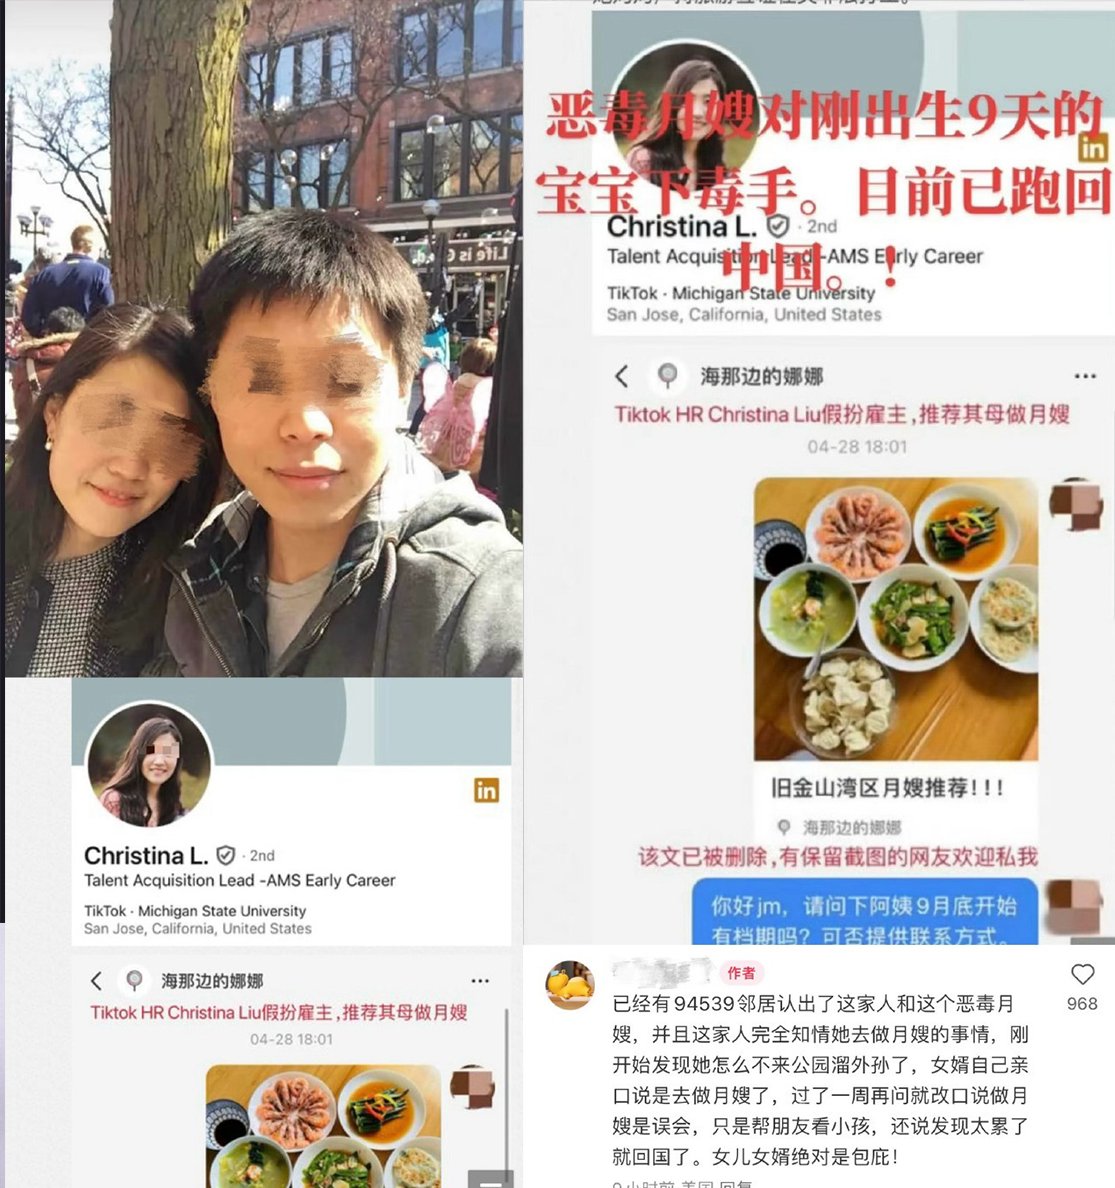 Life is G
in
Christina L. · 2nd
Talent Acquisition Lead -AMS Early Career
TikTok · Michigan State University
San Jose, California, United States
海那边的娜娜
Tiktok HR Christina Liu假扮雇主,推荐其母做月嫂
04-28 18:01
恶毒月嫂对刚出生9天的
宝宝下毒手。目前已跑回
中国。！
in
Christina L. · 2nd
Talent Acquisition Lead -AMS Early Career
TikTok · Michigan State University
San Jose, California, United States
海那边的娜娜
Tiktok HR Christina Liu假扮雇主,推荐其母做月嫂
04-28 18:01
旧金山湾区月嫂推荐!!!
海那边的娜娜
该文已被删除,有保留截图的网友欢迎私我
你好jm，请问下阿姨9月底开始
有档期吗？可否提供联系方式。
作者
已经有94539邻居认出了这家人和这个恶毒月
嫂，并且这家人完全知情她去做月嫂的事情，刚
开始发现她怎么不来公园溜外孙了，女婿自己亲
口说是去做月嫂了，过了一周再问就改口说做月
嫂是误会，只是帮朋友看小孩，还说发现太累了
就回国了。女儿女婿绝对是包庇！
968